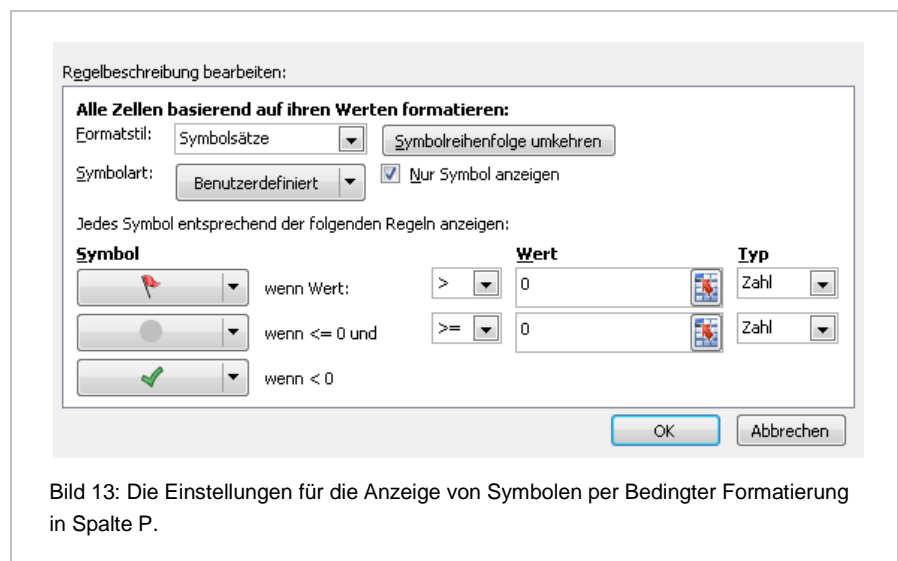 Regelbeschreibung bearbeiten:
Alle Zellen basierend auf ihren Werten formatieren:
Formatstil: Symbolsätze Symbolreihenfolge umkehren
Symbolart: Benutzerdefiniert Nur Symbol anzeigen
Jedes Symbol entsprechend der folgenden Regeln anzeigen:
Symbol Wert Typ
wenn Wert: > 0 Zahl
wenn <= 0 und >= 0 Zahl
wenn < 0
OK Abbrechen
Bild 13: Die Einstellungen für die Anzeige von Symbolen per Bedingter Formatierung
in Spalte P.